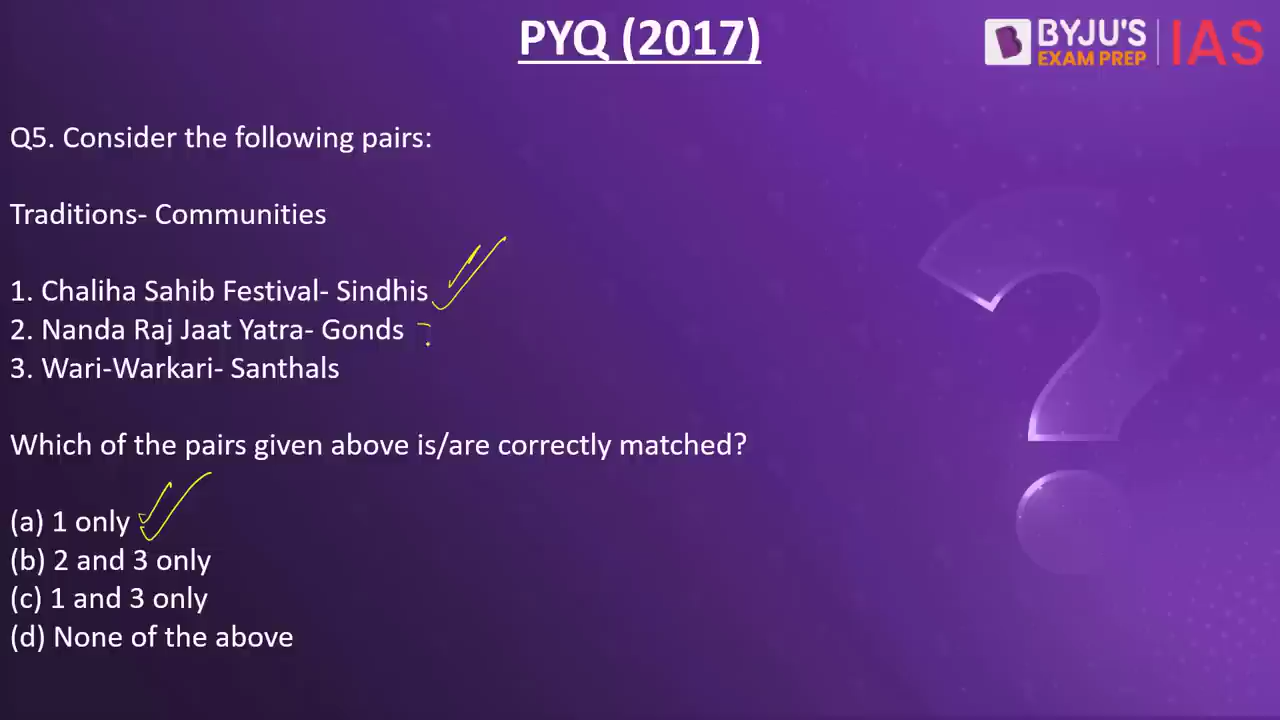 PYQ (2017)
BYJU'S
EXAM PREP
IAS
Q5. Consider the following pairs:
Traditions- Communities
1. Chaliha Sahib Festival- Sindhis
2. Nanda Raj Jaat Yatra- Gonds
3. Wari-Warkari- Santhals
Which of the pairs given above is/are correctly matched?
(a) 1 only
(b) 2 and 3 only
(c) 1 and 3 only
(d) None of the above